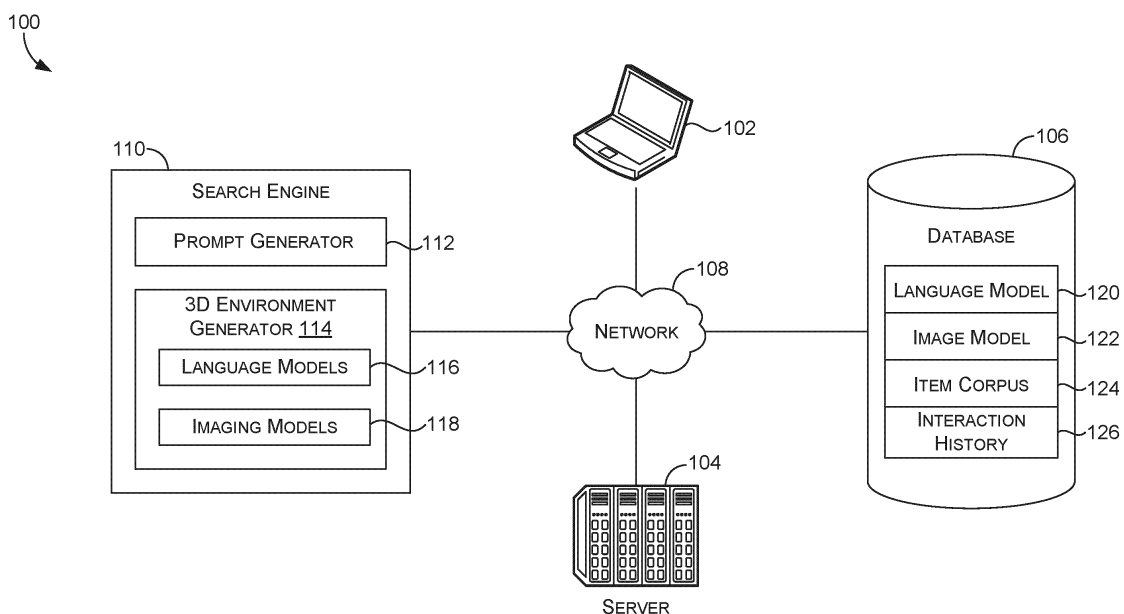 100
102
110
SEARCH ENGINE
PROMPT GENERATOR
112
3D ENVIRONMENT
GENERATOR 114
LANGUAGE MODELS
116
IMAGING MODELS
118
108
NETWORK
106
DATABASE
LANGUAGE MODEL
120
IMAGE MODEL
122
ITEM CORPUS
124
INTERACTION
HISTORY
126
104
SERVER